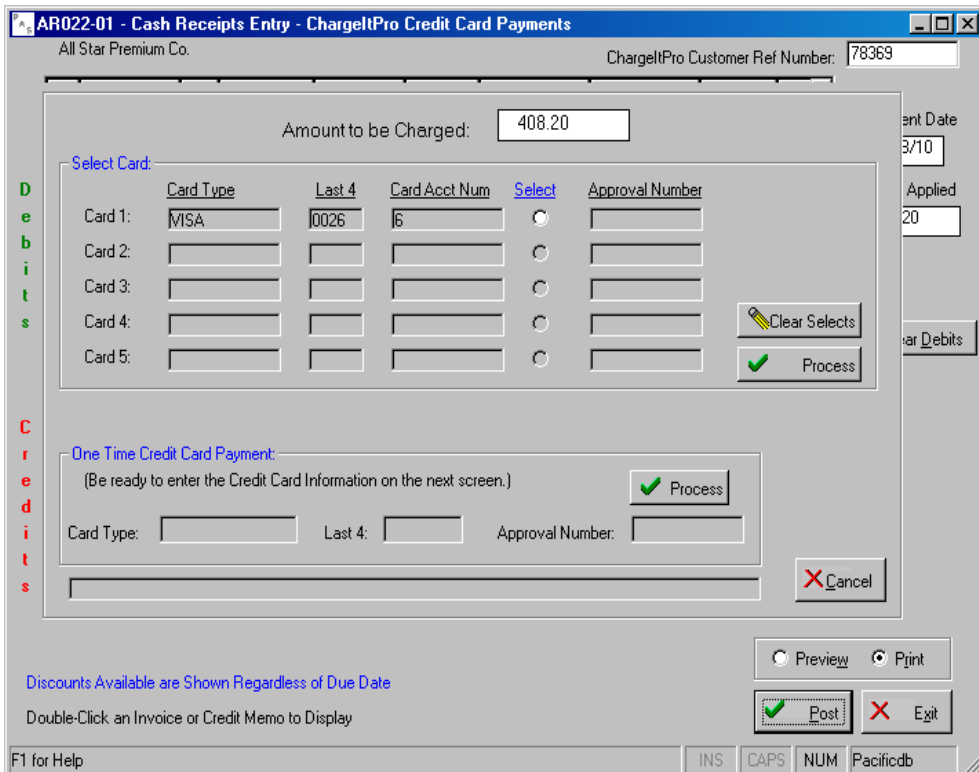 AR022-01 - Cash Receipts Entry - ChargeItPro Credit Card Payments
All Star Premium Co.
ChargeItPro Customer Ref Number: 78369
Amount to be Charged: 408.20
ent Date
3/10
Select Card:
Card Type Last 4 Card Acct Num Select Approval Number
Applied
Card 1: VISA 0026 6
20
Card 2:
Card 3:
Card 4:
Clear Selects
ear Debits
Card 5:
Process
Debits
Credits
One Time Credit Card Payment:
(Be ready to enter the Credit Card Information on the next screen.)
Process
Card Type: Last 4: Approval Number:
Cancel
Preview Print
Discounts Available are Shown Regardless of Due Date
Double-Click an Invoice or Credit Memo to Display
Post Exit
F1 for Help INS CAPS NUM Pacificdb